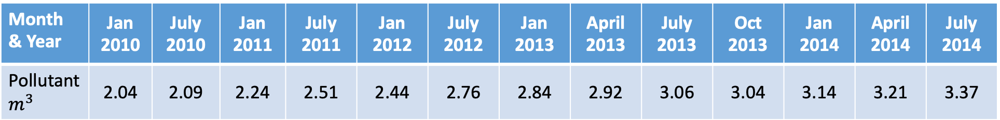 Month & Year Jan 2010 July 2010 Jan 2011 July 2011 Jan 2012 July 2012 Jan 2013 April 2013 July 2013 Oct 2013 Jan 2014 April 2014 July 2014
Pollutant m³ 2.04 2.09 2.24 2.51 2.44 2.76 2.84 2.92 3.06 3.04 3.14 3.21 3.37